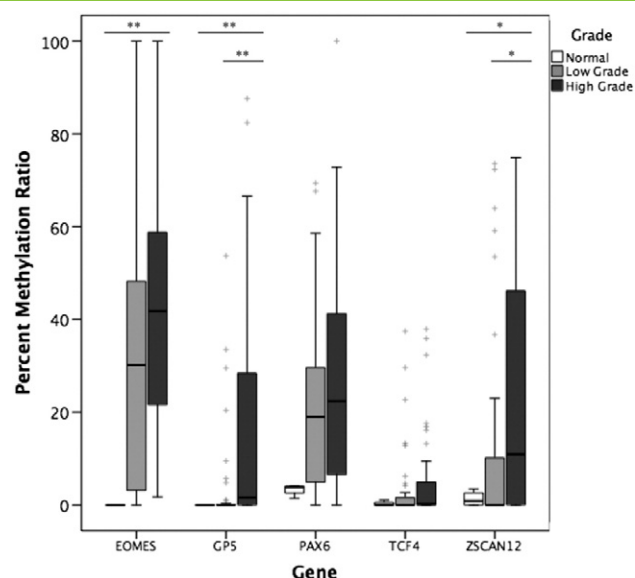 ** ** *
** *
Grade
Normal
Low Grade
High Grade
100
80
60
40
20
0
Percent Methylation Ratio
EOMES GP5 PAX6 TCF4 ZSCAN12
Gene